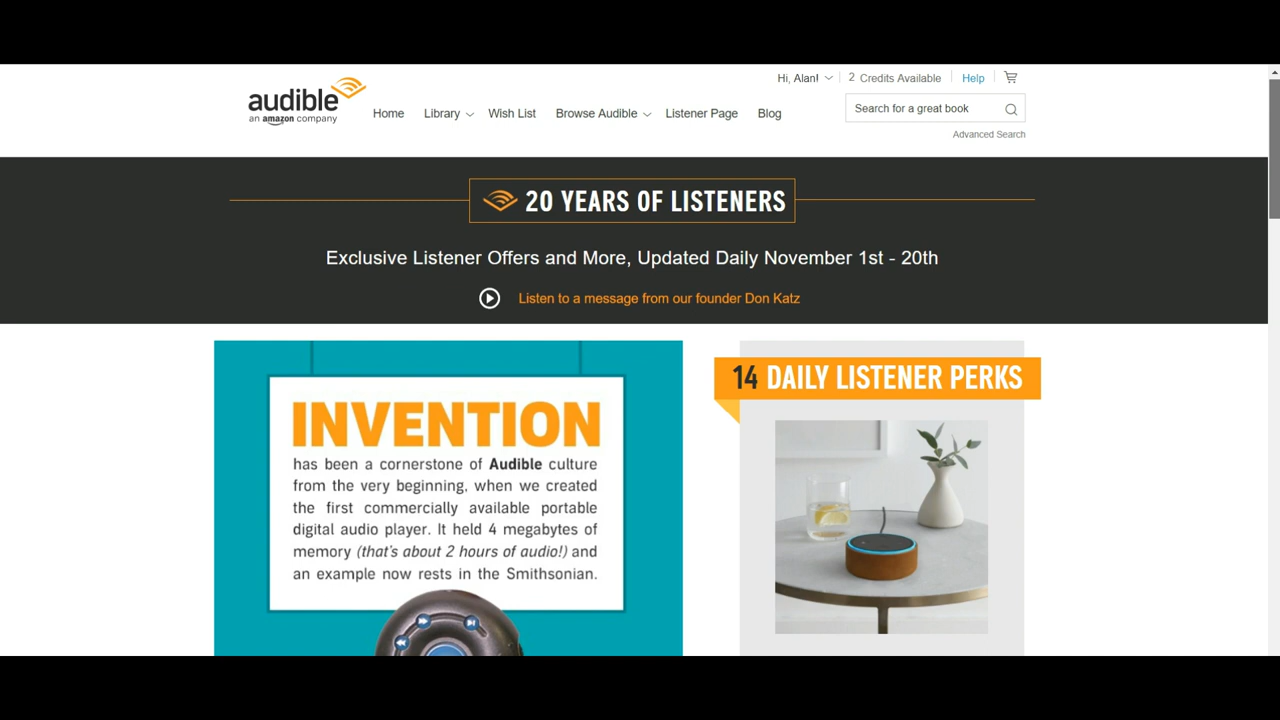 Hi, Alan! 2 Credits Available Help
audible
an amazon company
Home Library Wish List Browse Audible Listener Page Blog
Search for a great book
Advanced Search
20 YEARS OF LISTENERS
Exclusive Listener Offers and More, Updated Daily November 1st - 20th
Listen to a message from our founder Don Katz
INVENTION
has been a cornerstone of Audible culture
from the very beginning, when we created
the first commercially available portable
digital audio player. It held 4 megabytes of
memory (that's about 2 hours of audio!) and
an example now rests in the Smithsonian.
14 DAILY LISTENER PERKS